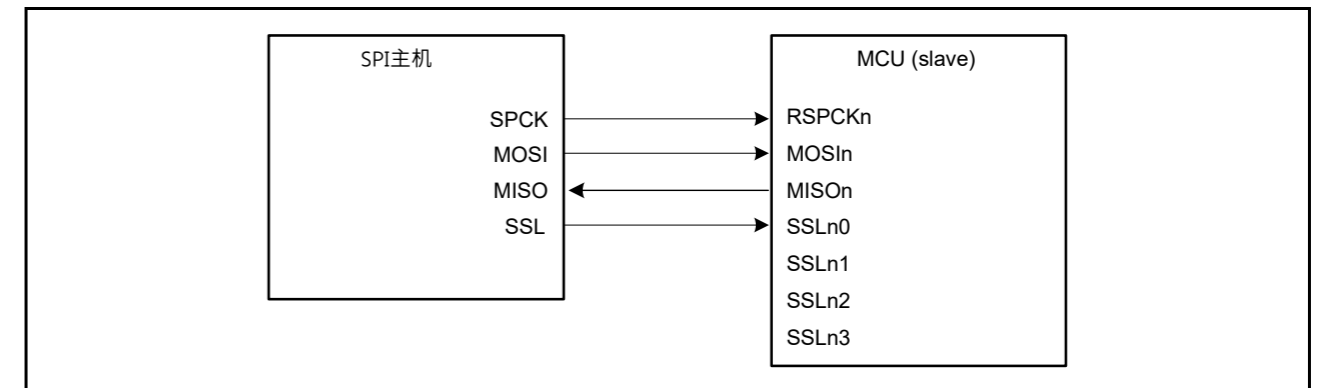 SPI主机
SPCK
MOSI
MISO
SSL
MCU (slave)
RSPCKn
MOSIn
MISOn
SSLn0
SSLn1
SSLn2
SSLn3